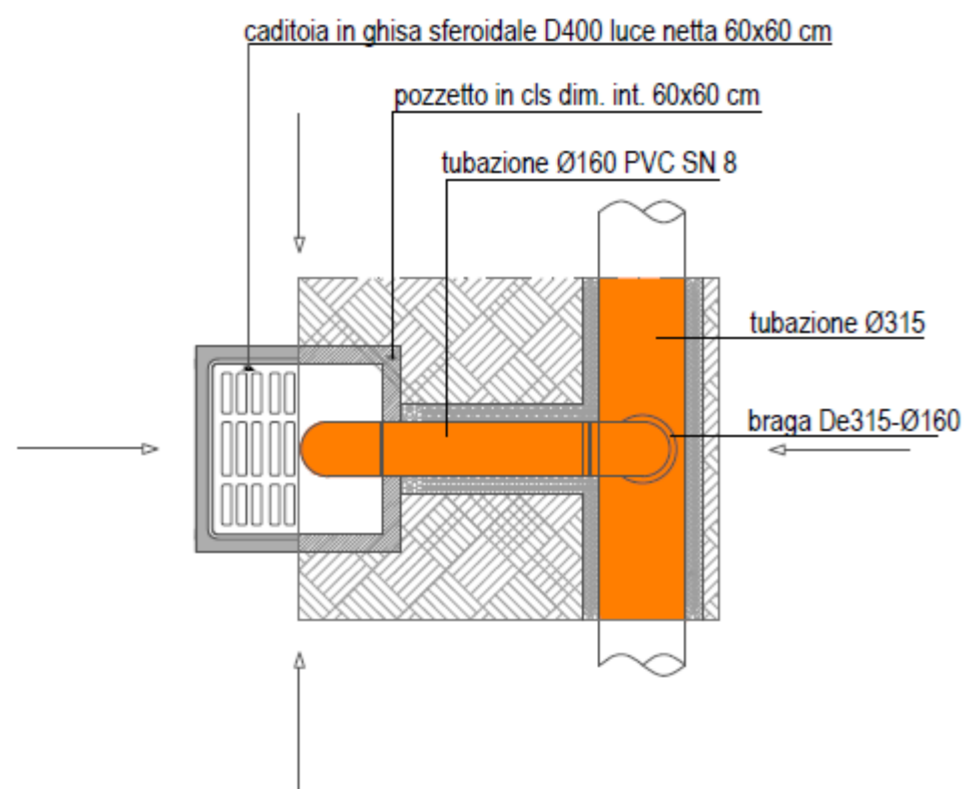 caditoia in ghisa sferoidale D400 luce netta 60x60 cm
pozzetto in cls dim. int. 60x60 cm
tubazione Ø160 PVC SN 8
tubazione Ø315
braga De315-Ø160